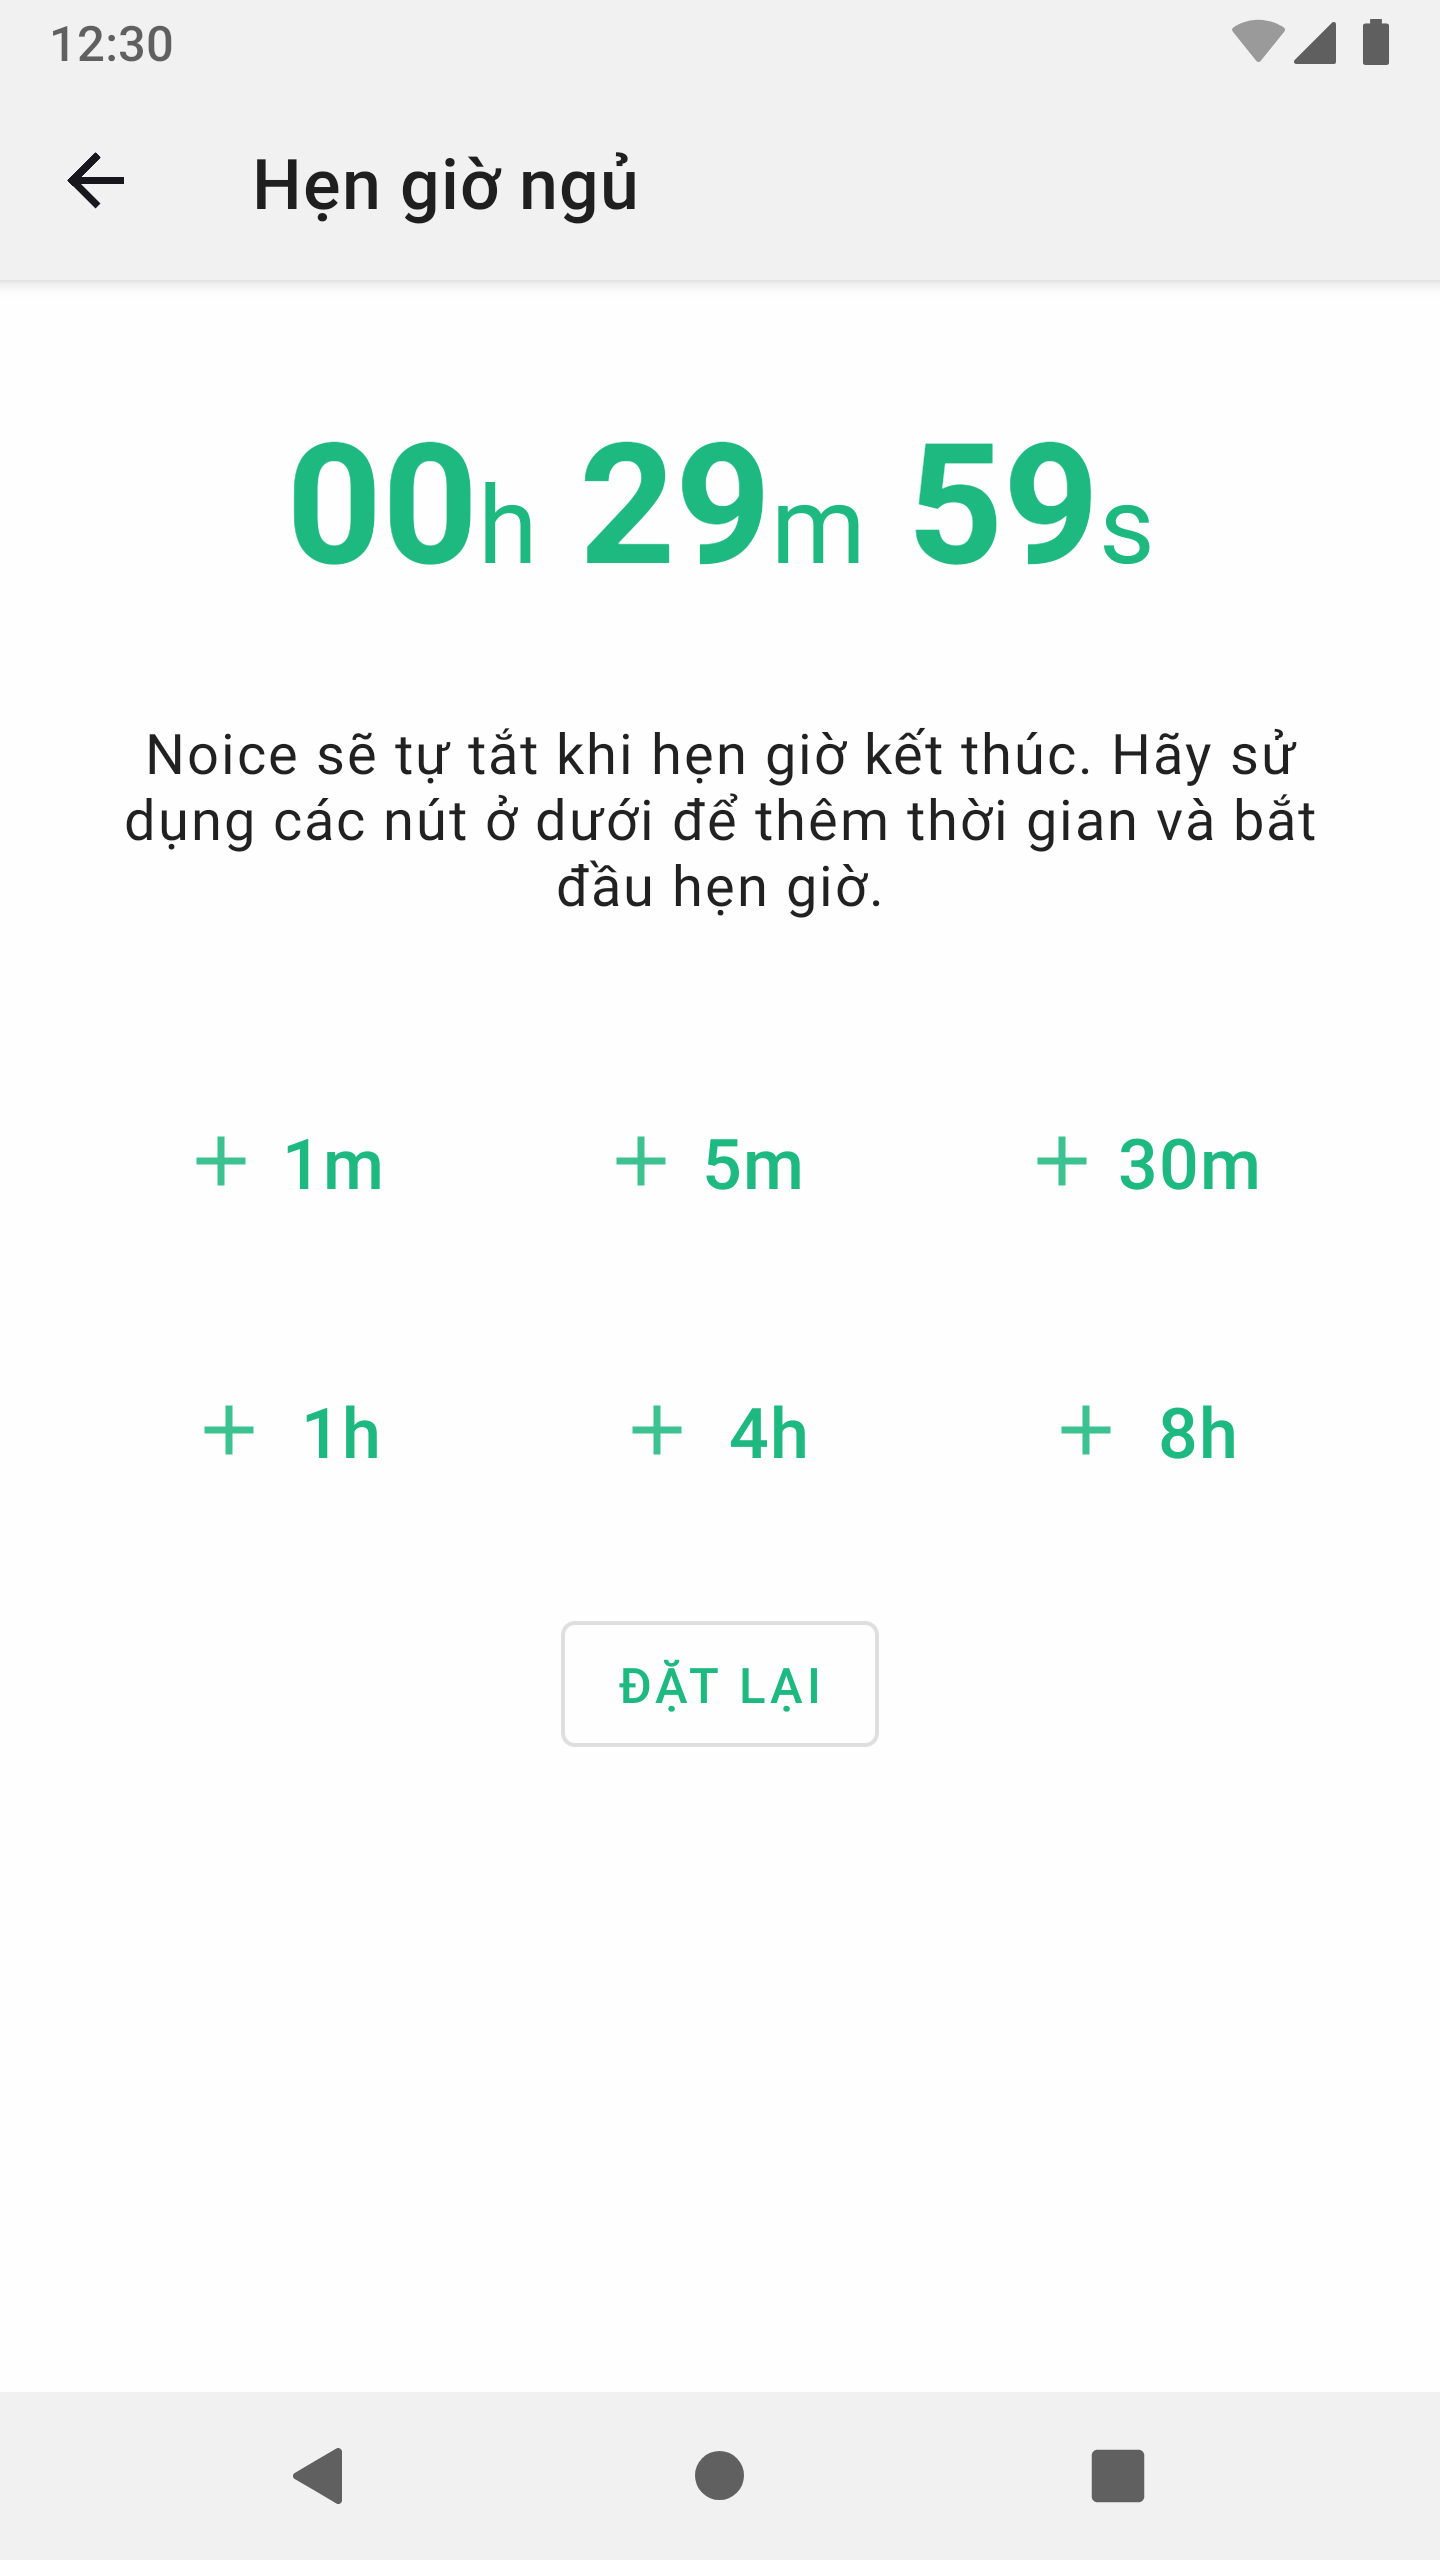 12:30
Hẹn giờ ngủ
00h 29m 59s
Noice sẽ tự tắt khi hẹn giờ kết thúc. Hãy sử
dụng các nút ở dưới để thêm thời gian và bắt
đầu hẹn giờ.
+ 1m + 5m + 30m
+ 1h + 4h + 8h
ĐẶT LẠI